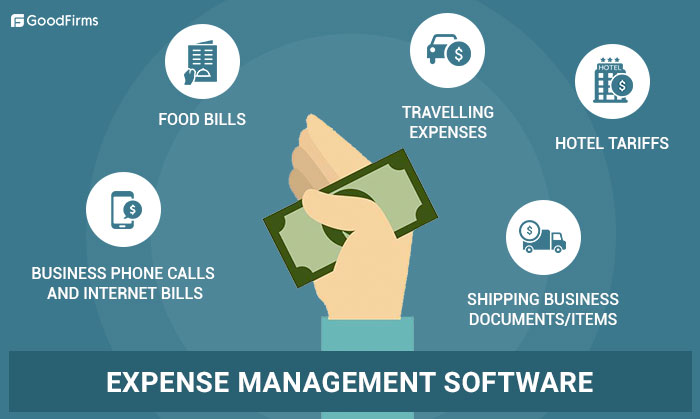 GoodFirms
FOOD BILLS
TRAVELLING
EXPENSES
HOTEL
HOTEL TARIFFS
BUSINESS PHONE CALLS
AND INTERNET BILLS
SHIPPING BUSINESS
DOCUMENTS/ITEMS
EXPENSE MANAGEMENT SOFTWARE